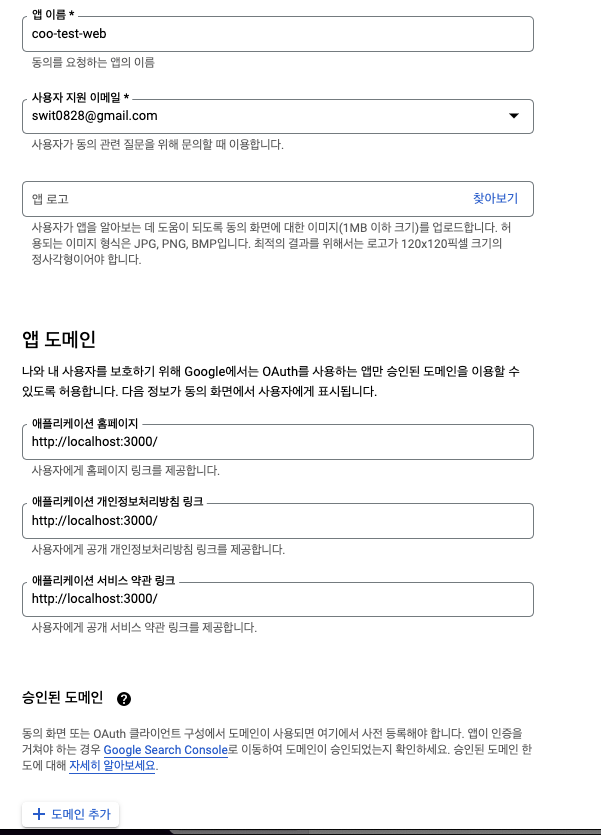 앱 이름 *
coo-test-web
동의를 요청하는 앱의 이름
사용자 지원 이메일 *
swit0828@gmail.com
사용자가 동의 관련 질문을 위해 문의할 때 이용합니다.
앱 로고
찾아보기
사용자가 앱을 알아보는 데 도움이 되도록 동의 화면에 대한 이미지(1MB 이하 크기)를 업로드합니다. 허
용되는 이미지 형식은 JPG, PNG, BMP입니다. 최적의 결과를 위해서는 로고가 120x120픽셀 크기의
정사각형이어야 합니다.
앱 도메인
나와 내 사용자를 보호하기 위해 Google에서는 OAuth를 사용하는 앱만 승인된 도메인을 이용할 수
있도록 허용합니다. 다음 정보가 동의 화면에서 사용자에게 표시됩니다.
애플리케이션 홈페이지
http://localhost:3000/
사용자에게 홈페이지 링크를 제공합니다.
애플리케이션 개인정보처리방침 링크
http://localhost:3000/
사용자에게 공개 개인정보처리방침 링크를 제공합니다.
애플리케이션 서비스 약관 링크
http://localhost:3000/
사용자에게 공개 서비스 약관 링크를 제공합니다.
승인된 도메인 ?
동의 화면 또는 OAuth 클라이언트 구성에서 도메인이 사용되면 여기에서 사전 등록해야 합니다. 앱이 인증을
거쳐야 하는 경우 Google Search Console로 이동하여 도메인이 승인되었는지 확인하세요. 승인된 도메인 한
도에 대해 자세히 알아보세요.
+ 도메인 추가